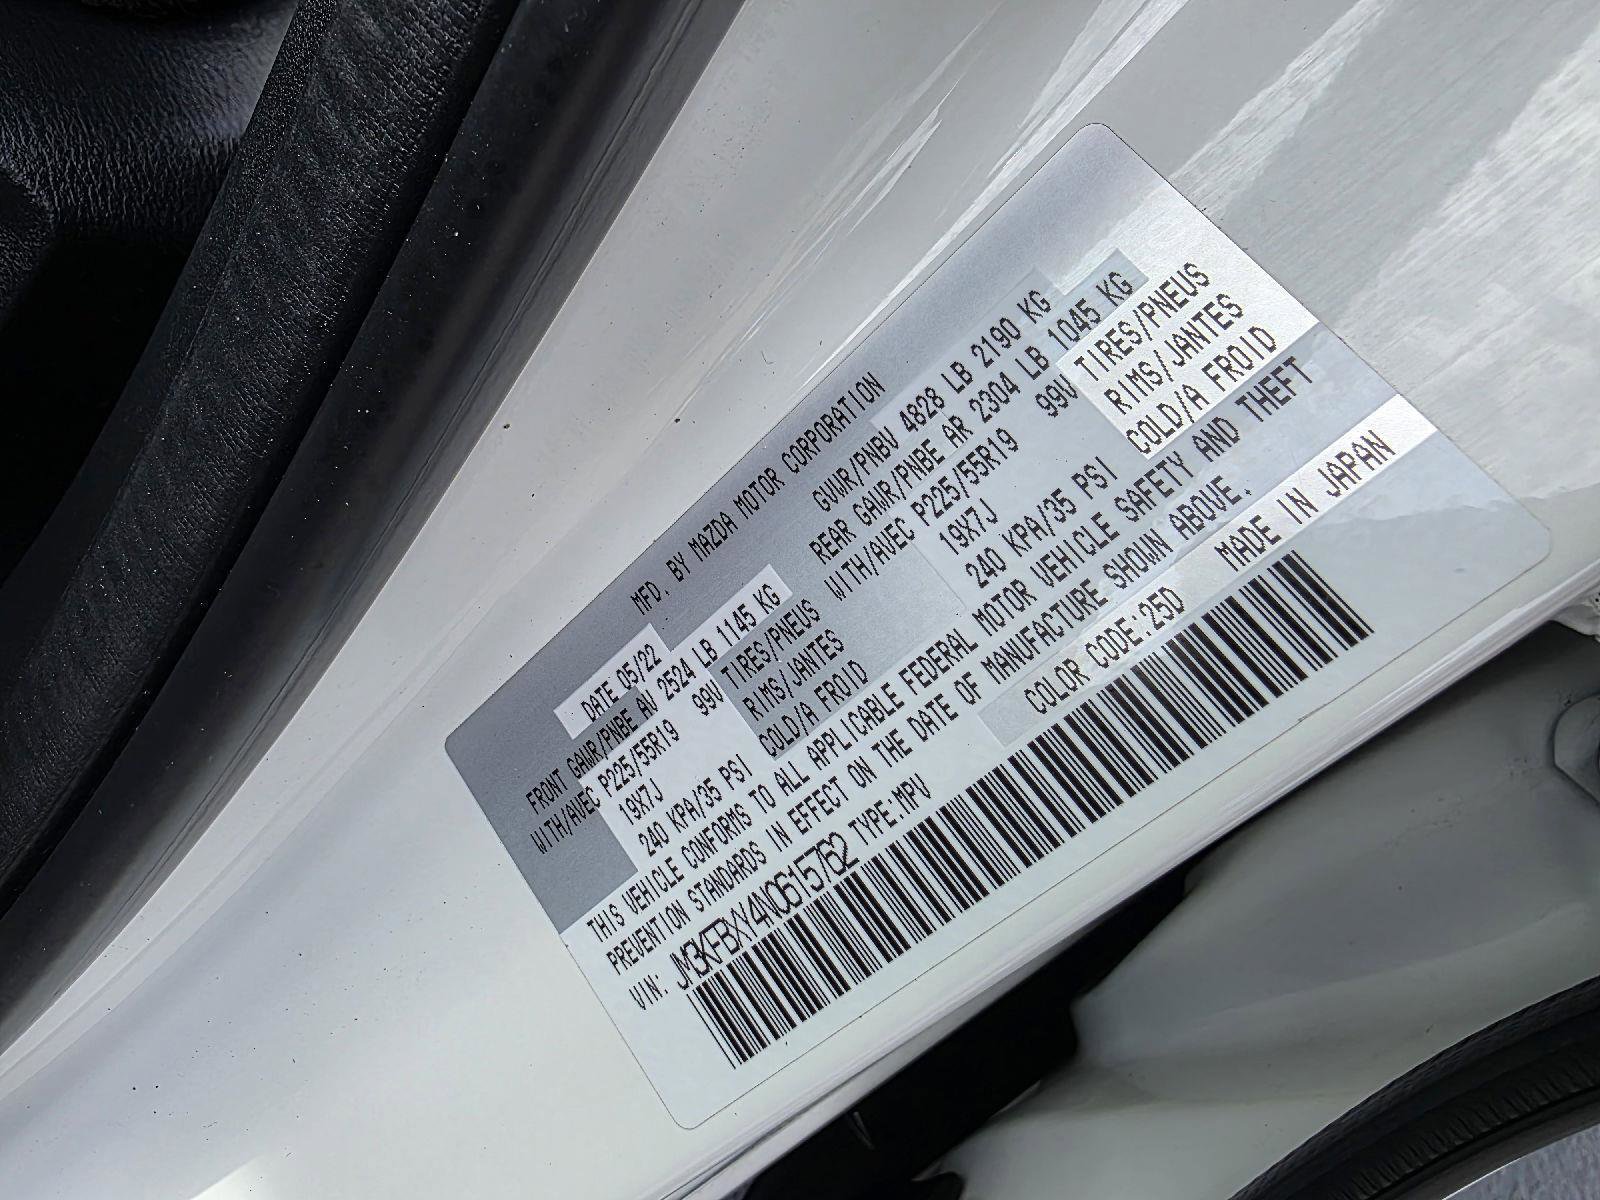 MFD. BY MAZDA MOTOR CORPORATION
DATE 05/22 GVWR/PNBV 4828 LB 2190 KG
FRONT GAWR/PNBE AV 2524 LB 1145 KG REAR GAWR/PNBE AR 2304 LB 1045 KG
WITH/AVEC P225/55R19 99V TIRES/PNEUS WITH/AVEC P225/55R19 99V TIRES/PNEUS
19X7J RIMS/JANTES 19X7J RIMS/JANTES
240 KPA/35 PSI COLD/A FROID 240 KPA/35 PSI COLD/A FROID
THIS VEHICLE CONFORMS TO ALL APPLICABLE FEDERAL MOTOR VEHICLE SAFETY AND THEFT
PREVENTION STANDARDS IN EFFECT ON THE DATE OF MANUFACTURE SHOWN ABOVE.
VIN: JM3KFBXY4N0615762 TYPE:MPV COLOR CODE:25D MADE IN JAPAN